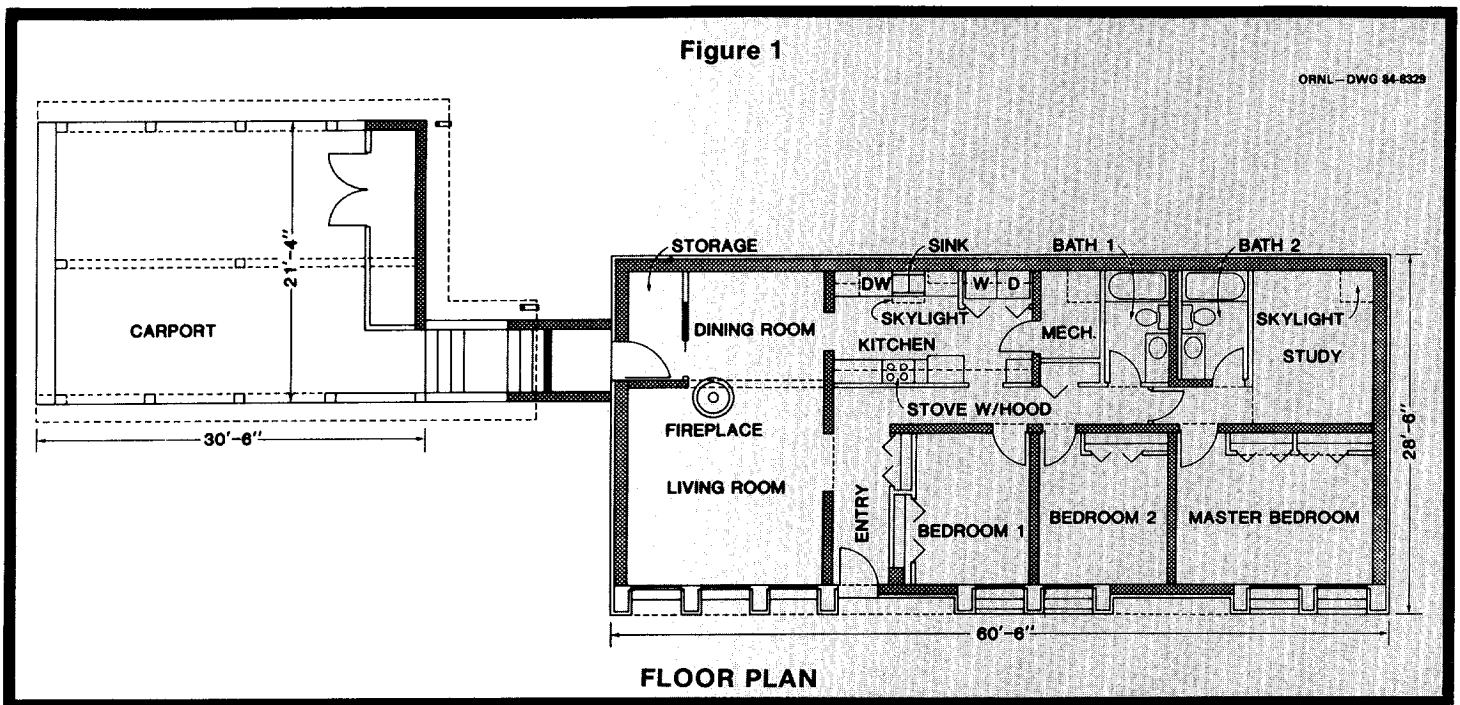 Figure 1
ORNL—DWG 84-6329
STORAGE
SINK
BATH 1
BATH 2
21'-4"
DW
W
D
CARPORT
DINING ROOM
SKYLIGHT
KITCHEN
MECH.
SKYLIGHT
STUDY
STOVE W/HOOD
FIREPLACE
30'-6"
28'-6"
LIVING ROOM
ENTRY
BEDROOM 1
BEDROOM 2
MASTER BEDROOM
60'-6"
FLOOR PLAN